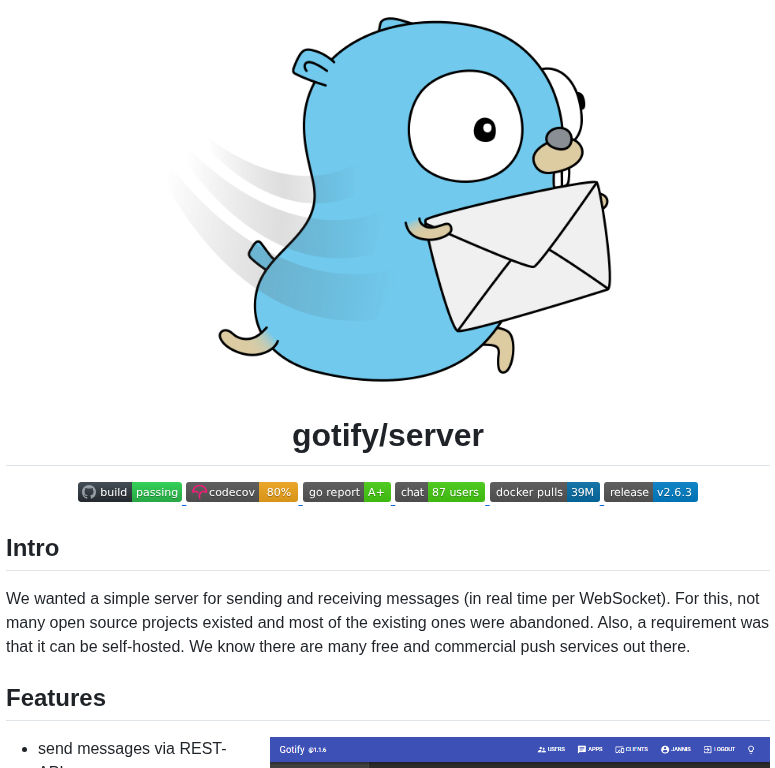 gotify/server
build passing codecov 80% go report A+ chat 87 users docker pulls 39M release v2.6.3
Intro
We wanted a simple server for sending and receiving messages (in real time per WebSocket). For this, not
many open source projects existed and most of the existing ones were abandoned. Also, a requirement was
that it can be self-hosted. We know there are many free and commercial push services out there.
Features
send messages via REST-
Gotify @1.1.6 USERS APPS CLIENTS JANNIS LOGOUT